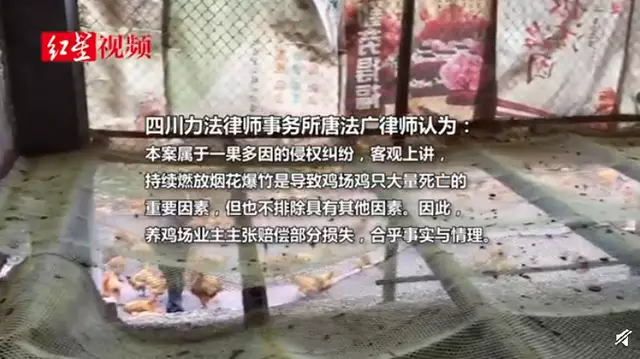 红星视频
四川力法律师事务所唐法广律师认为：
本案属于一果多因的侵权纠纷，客观上讲，
持续燃放烟花爆竹是导致鸡场鸡只大量死亡的
重要因素，但也不排除具有其他因素。因此，
养鸡场业主主张赔偿部分损失，合乎事实与情理。